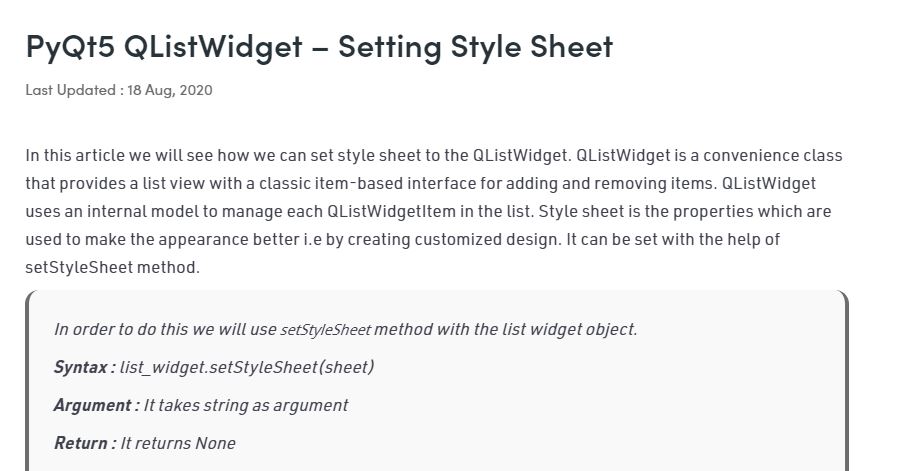 PyQt5 QListWidget – Setting Style Sheet
Last Updated : 18 Aug, 2020
In this article we will see how we can set style sheet to the QListWidget. QListWidget is a convenience class
that provides a list view with a classic item-based interface for adding and removing items. QListWidget
uses an internal model to manage each QListWidgetItem in the list. Style sheet is the properties which are
used to make the appearance better i.e by creating customized design. It can be set with the help of
setStyleSheet method.
In order to do this we will use setStyleSheet method with the list widget object.
Syntax : list_widget.setStyleSheet(sheet)
Argument : It takes string as argument
Return : It returns None